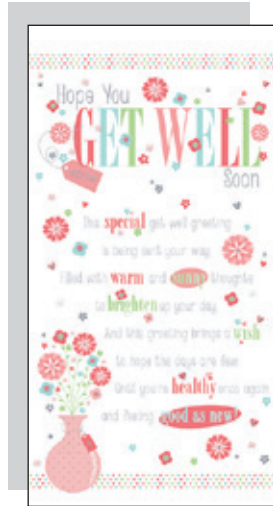 Hope You
GET WELL
Soon
This special get well greeting
is being sent your way
Filled with warm and sunny thoughts
to brighten up your day
And this greeting brings a wish
to hope the days are few
Until you're healthy once again
and feeling good as new!